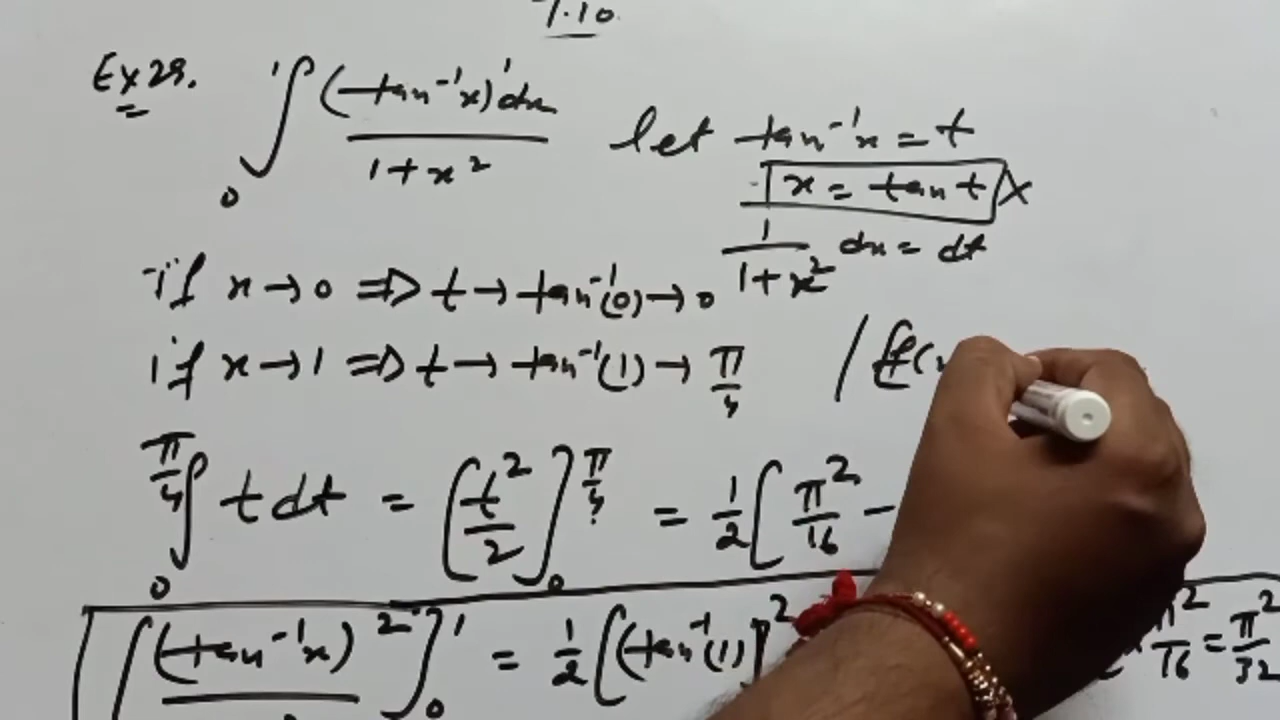 7.10
Ex 29. ∫₀¹ (tan⁻¹x)¹dx / 1+x² let tan⁻¹x = t
x = tan t ×
1/1+x² dx = dt
if x → 0 ⇒ t → tan⁻¹(0) → 0
if x → 1 ⇒ t → tan⁻¹(1) → π/4
∫₀^{π/4} t dt = [t²/2]₀^{π/4} = 1/2 [π²/16 −
[(tan⁻¹x)²]₀¹ = 1/2 [(tan⁻¹(1))² π²/16 = π²/32